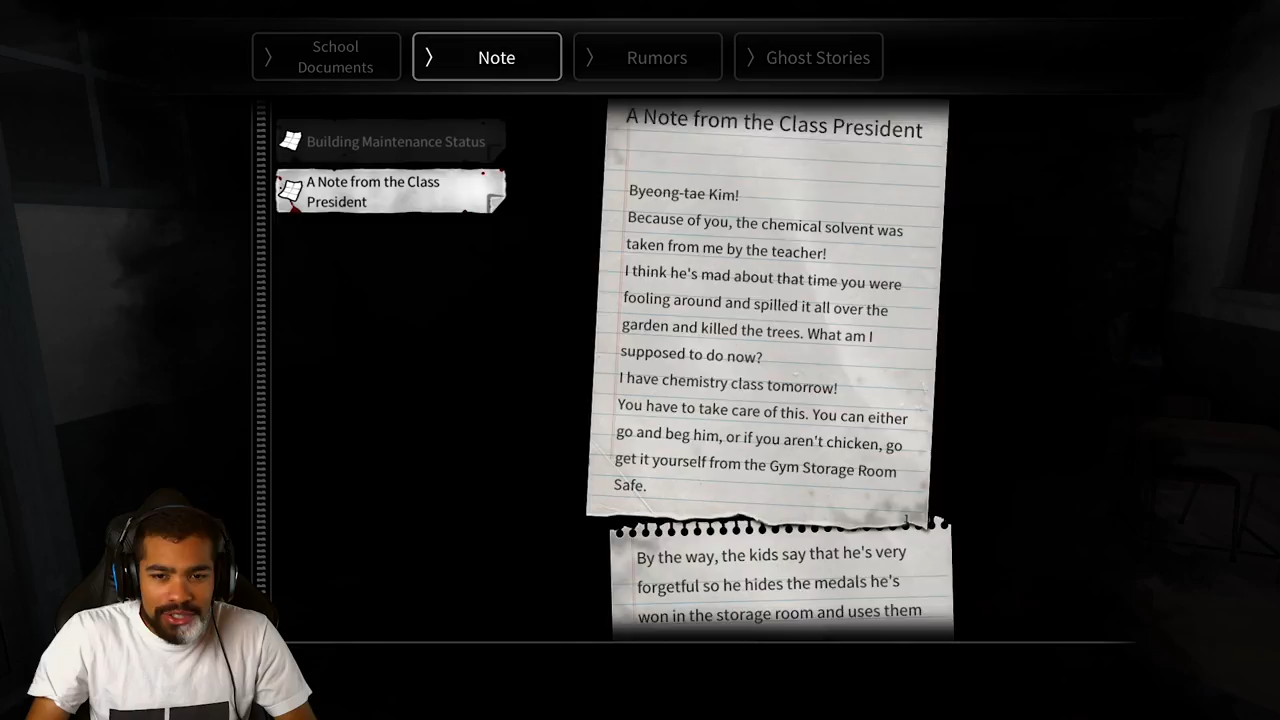 School
Documents
Note
Rumors
Ghost Stories
Building Maintenance Status
A Note from the Class
President
A Note from the Class President
Byeong-tae Kim!
Because of you, the chemical solvent was
taken from me by the teacher!
I think he's mad about that time you were
fooling around and spilled it all over the
garden and killed the trees. What am I
supposed to do now?
I have chemistry class tomorrow!
You have to take care of this. You can either
go and beg him, or if you aren't chicken, go
get it yourself from the Gym Storage Room
Safe.
1
By the way, the kids say that he's very
forgetful so he hides the medals he's
won in the storage room and uses them